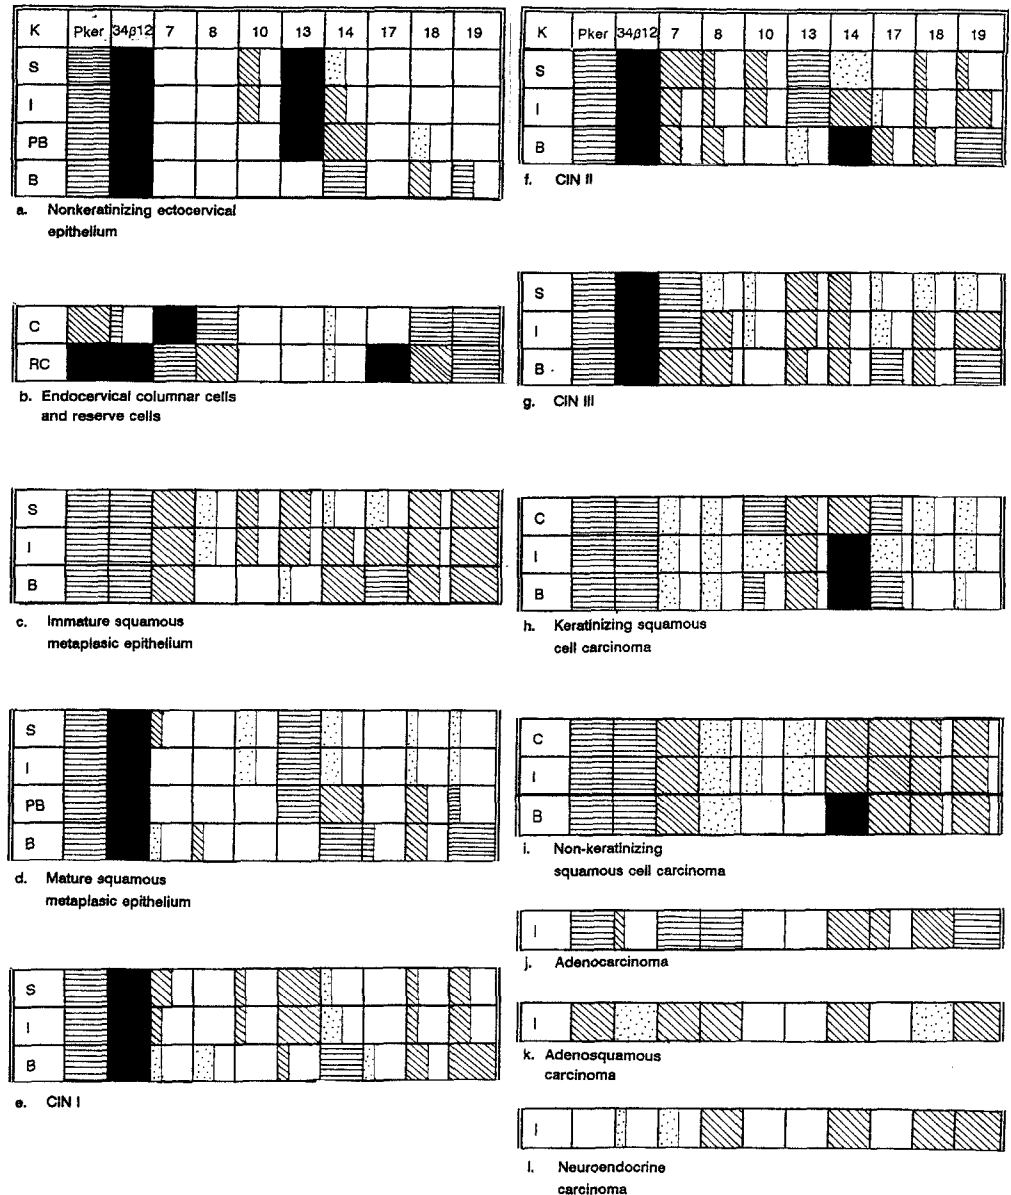 K Pker 34β12 7 8 10 13 14 17 18 19
S
I
PB
B
a. Nonkeratinizing ectocervical
epithelium
C
RC
b. Endocervical columnar cells
and reserve cells
S
I
B
c. Immature squamous
metaplasic epithelium
S
I
PB
B
d. Mature squamous
metaplasic epithelium
S
I
B
e. CIN I
K Pker 34β12 7 8 10 13 14 17 18 19
S
I
B
f. CIN II
S
I
B
g. CIN III
C
I
B
h. Keratinizing squamous
cell carcinoma
C
I
B
i. Non-keratinizing
squamous cell carcinoma
I
j. Adenocarcinoma
I
k. Adenosquamous
carcinoma
I
l. Neuroendocrine
carcinoma